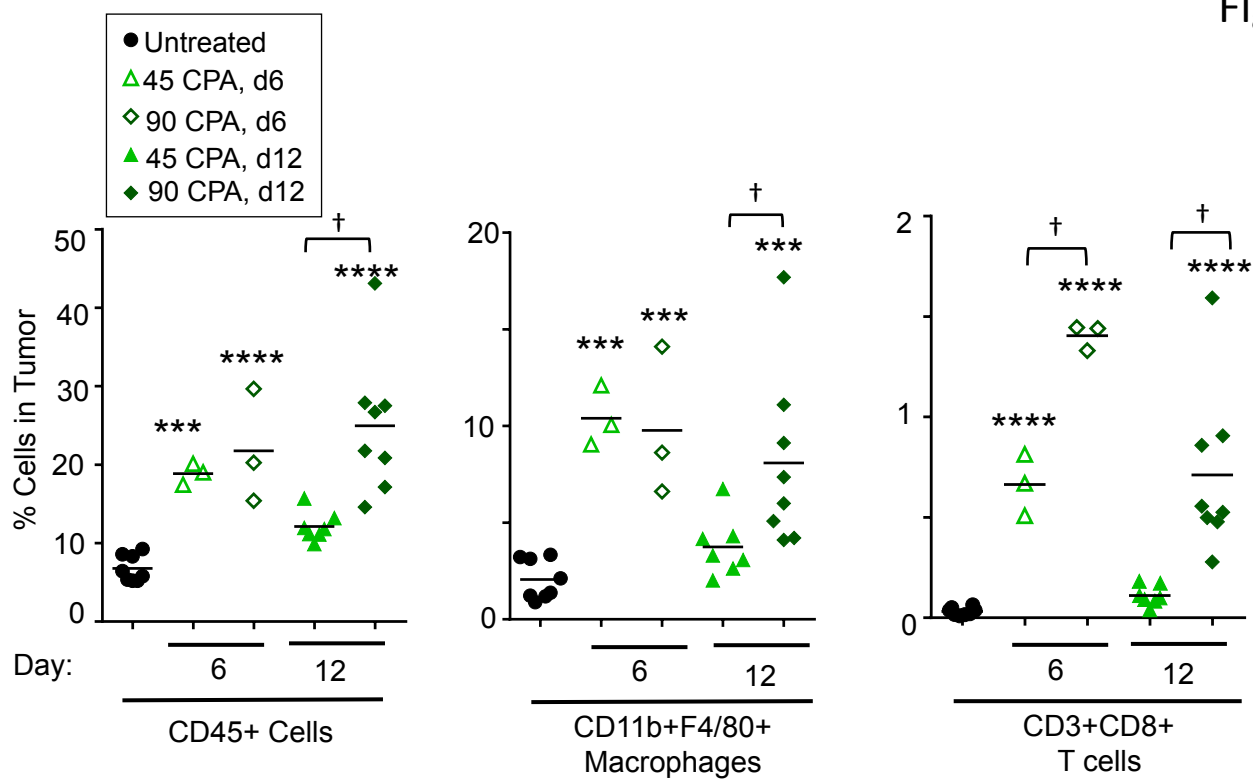 Untreated
45 CPA, d6
90 CPA, d6
45 CPA, d12
90 CPA, d12
% Cells in Tumor
50
40
30
20
10
0
***
****
†
****
Day:
6
12
CD45+ Cells
20
10
0
***
***
†
***
6
12
CD11b+F4/80+
Macrophages
2
1
0
****
†
****
†
****
6
12
CD3+CD8+
T cells